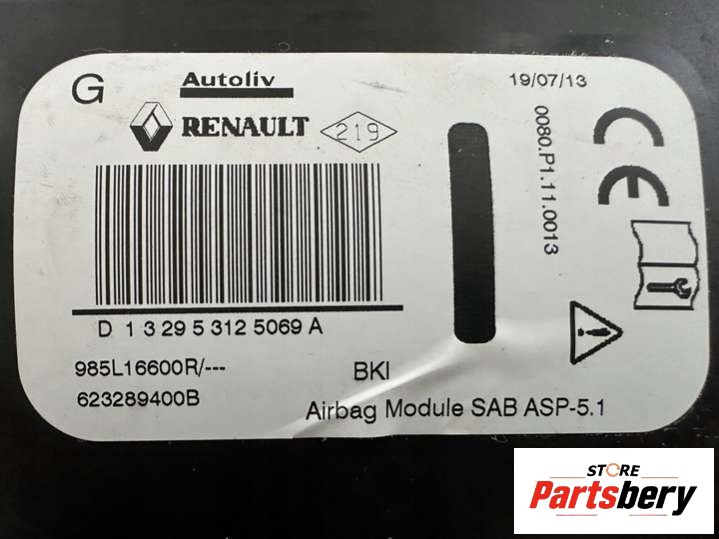 G
Autoliv
19/07/13
RENAULT
219
0080.P1.11.0013
CE
D 1 3 29 5 312 5069 A
985L16600R/---
BKI
623289400B
Airbag Module SAB ASP-5.1
STORE
Partsbery